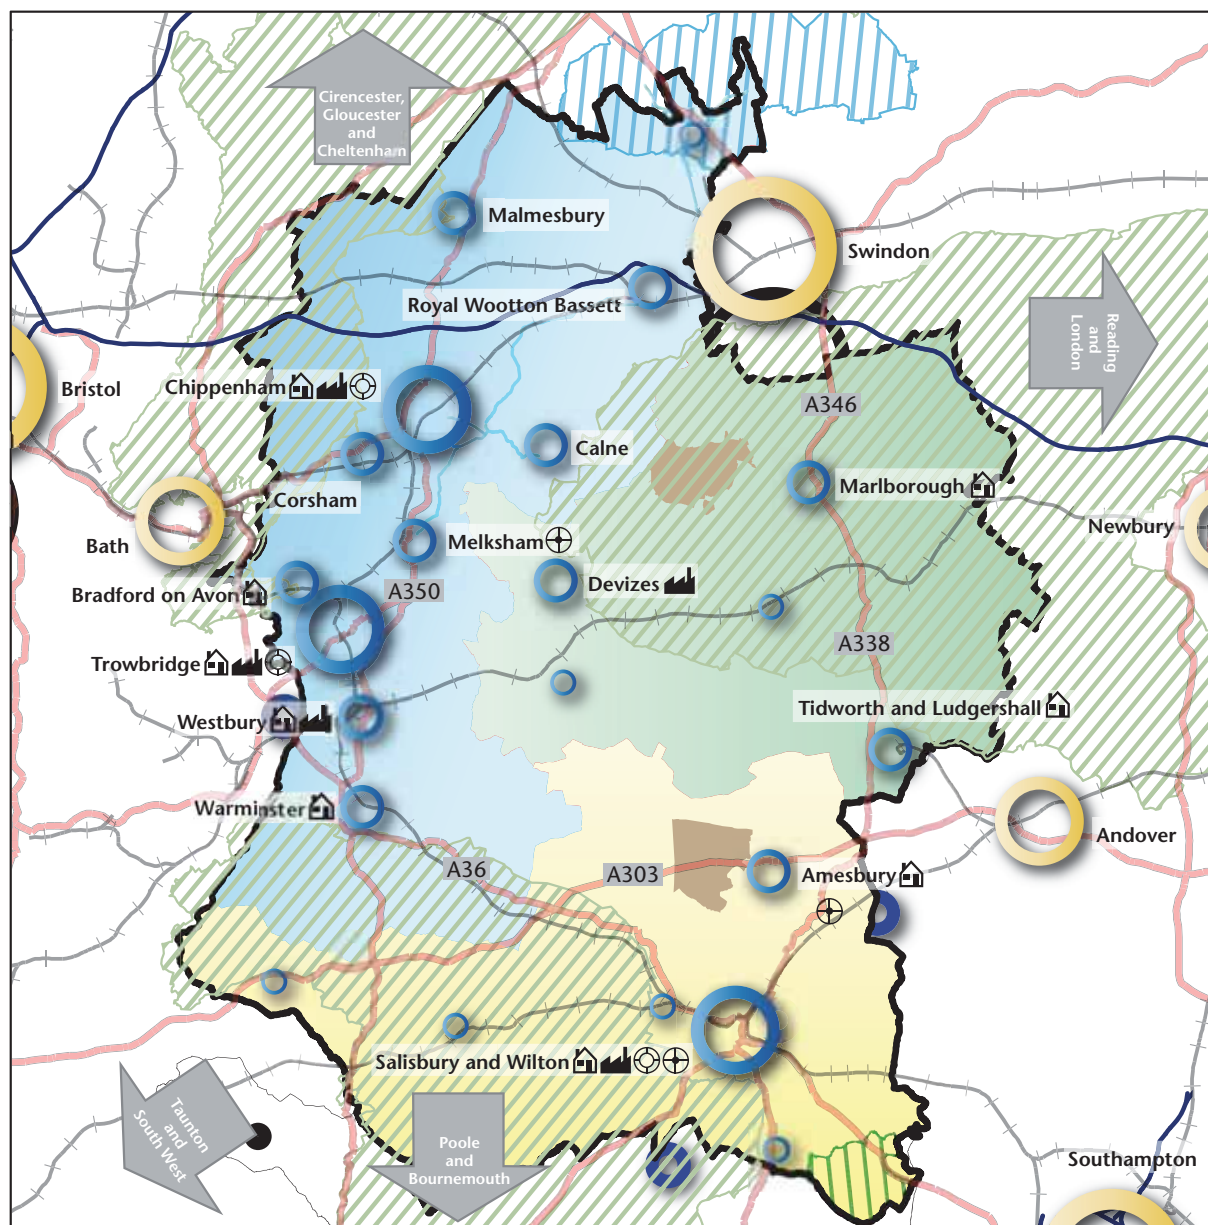 Cirencester,
Gloucester
and
Cheltenham
Malmesbury
Swindon
Royal Wootton Bassett
Reading
and
London
Bristol
Chippenham
A346
Calne
Corsham
Marlborough
Newbury
Bath
Melksham
Devizes
Bradford on Avon
A350
A338
Trowbridge
Tidworth and Ludgershall
Westbury
Warminster
Andover
A36
A303
Amesbury
Salisbury and Wilton
Taunton
and
South West
Poole
and
Bournemouth
Southampton